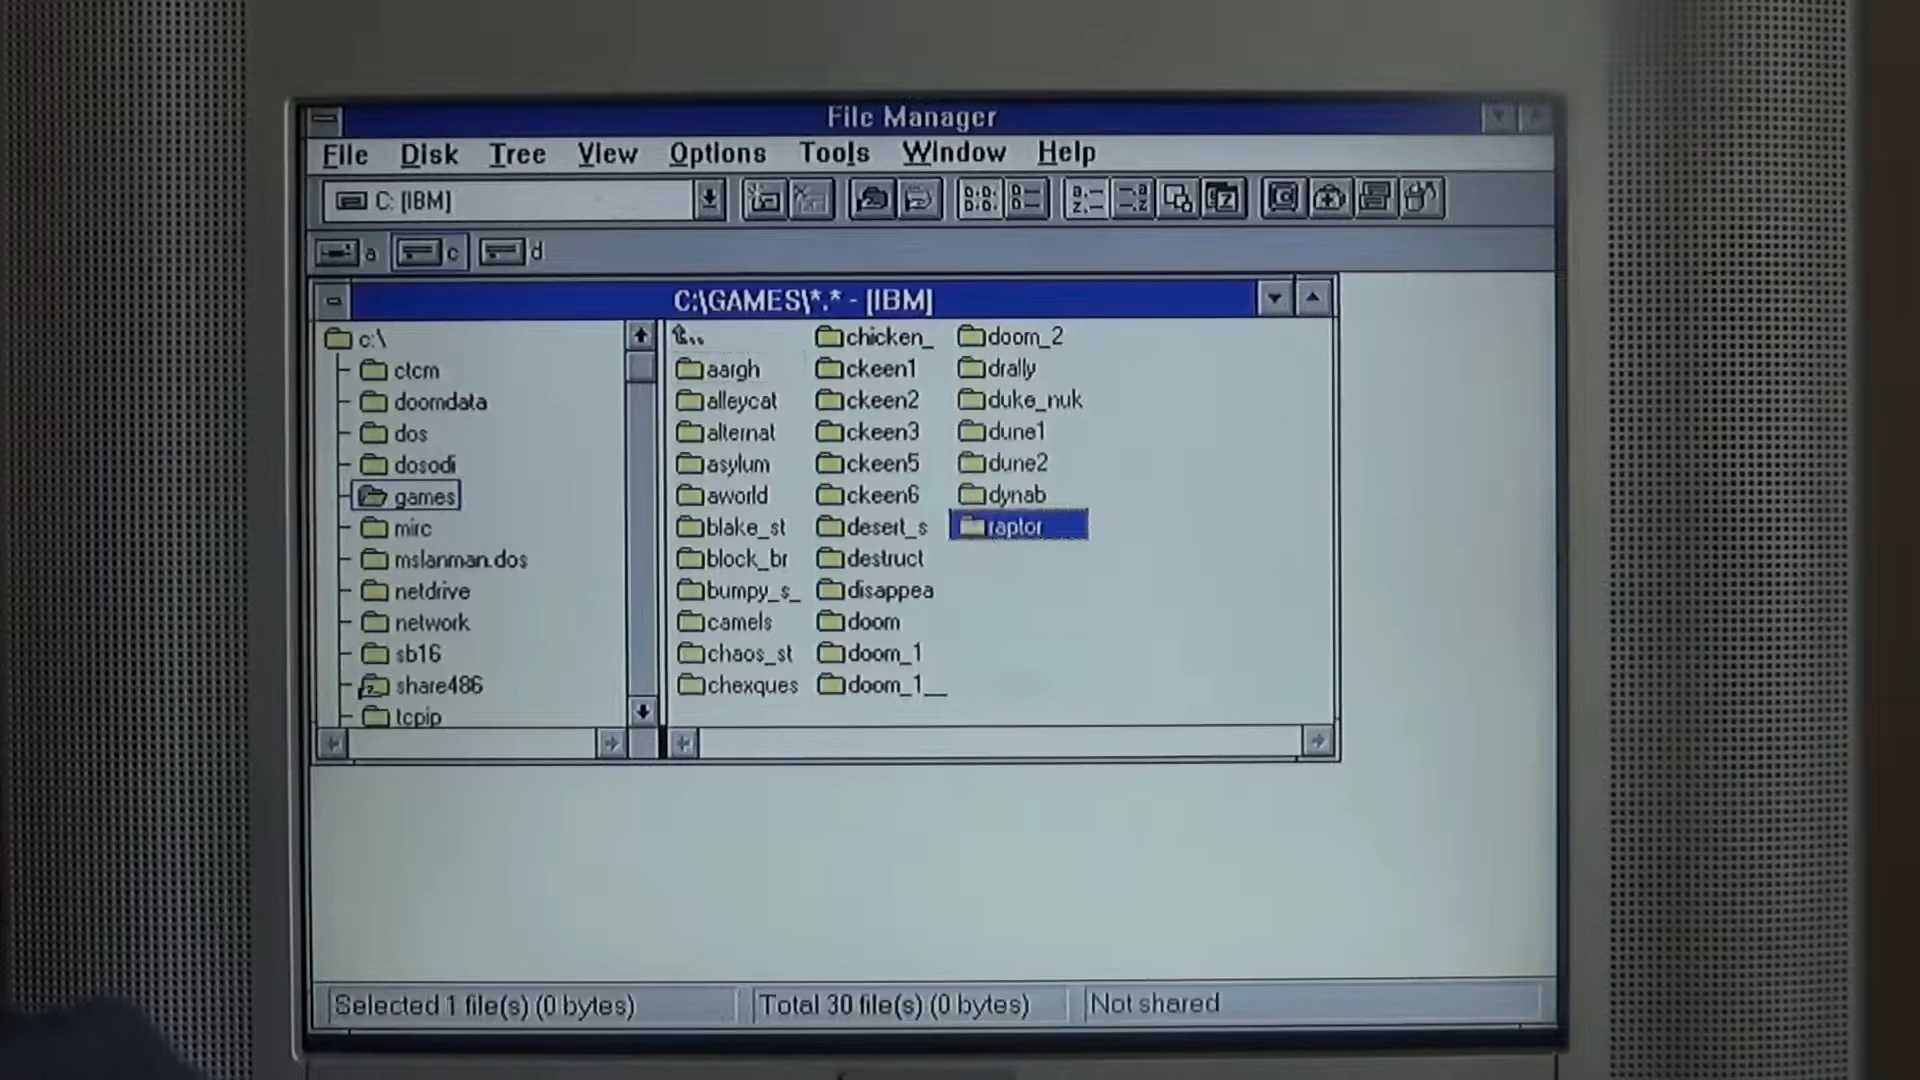 File Manager
File Disk Tree View Options Tools Window Help
C: [IBM]
a c d
C:\GAMES\*.* - [IBM]
c:\
ctcm
doomdata
dos
dosodi
games
mirc
mslanman.dos
netdrive
network
sb16
share486
tcpip
..
aargh
alleycat
alternat
asylum
aworld
blake_st
block_br
bumpy_s_
camels
chaos_st
chexques
chicken_
ckeen1
ckeen2
ckeen3
ckeen5
ckeen6
desert_s
destruct
disappea
doom
doom_1
doom_1__
doom_2
drally
duke_nuk
dune1
dune2
dynab
raptor
Selected 1 file(s) (0 bytes)
Total 30 file(s) (0 bytes)
Not shared